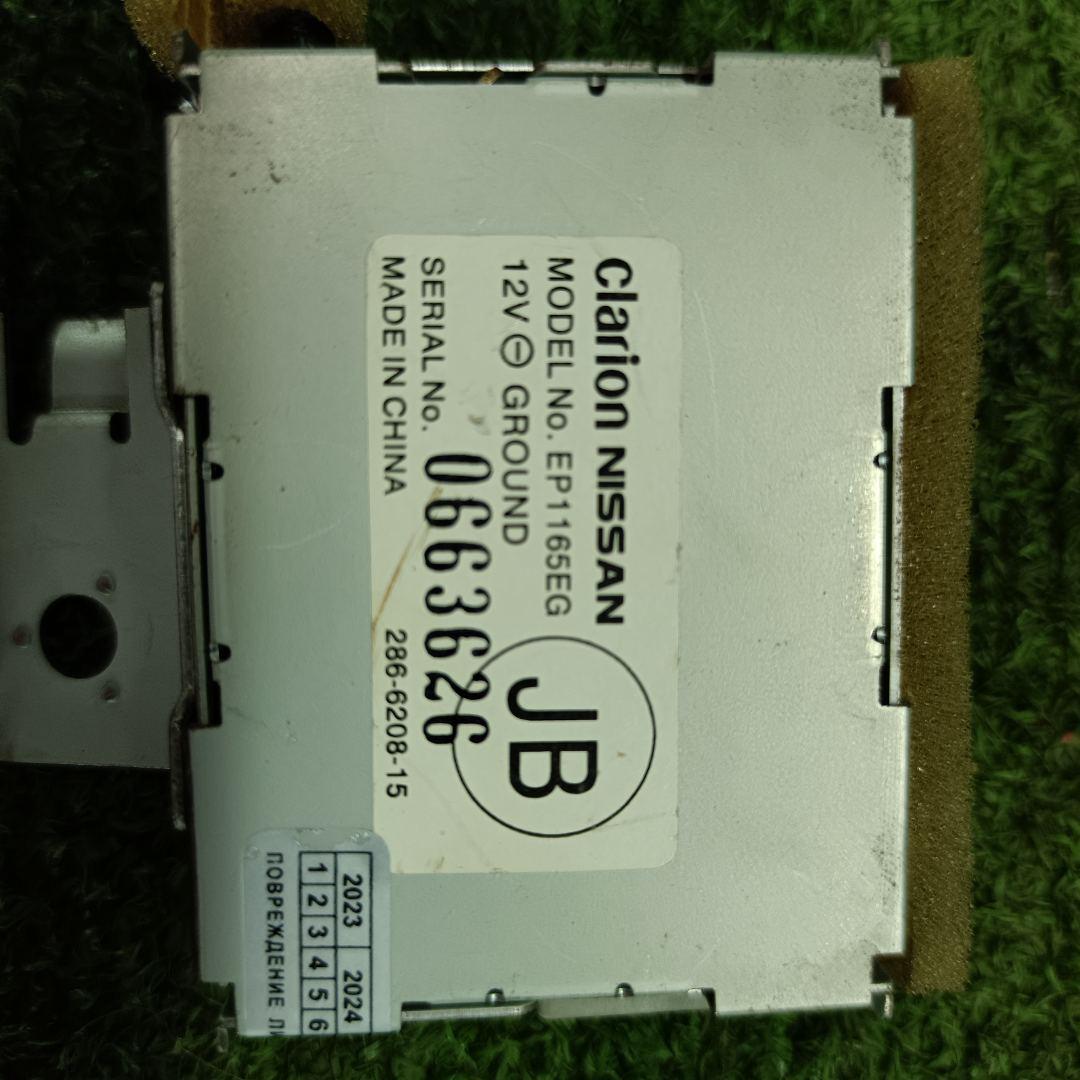 Clarion NISSAN
MODEL No. EP1165EG
12V ⊖ GROUND
JB
SERIAL No. 0663626
MADE IN CHINA 286-6208-15
2023 2024
1 2 3 4 5 6
ПОВРЕЖДЕНИЕ